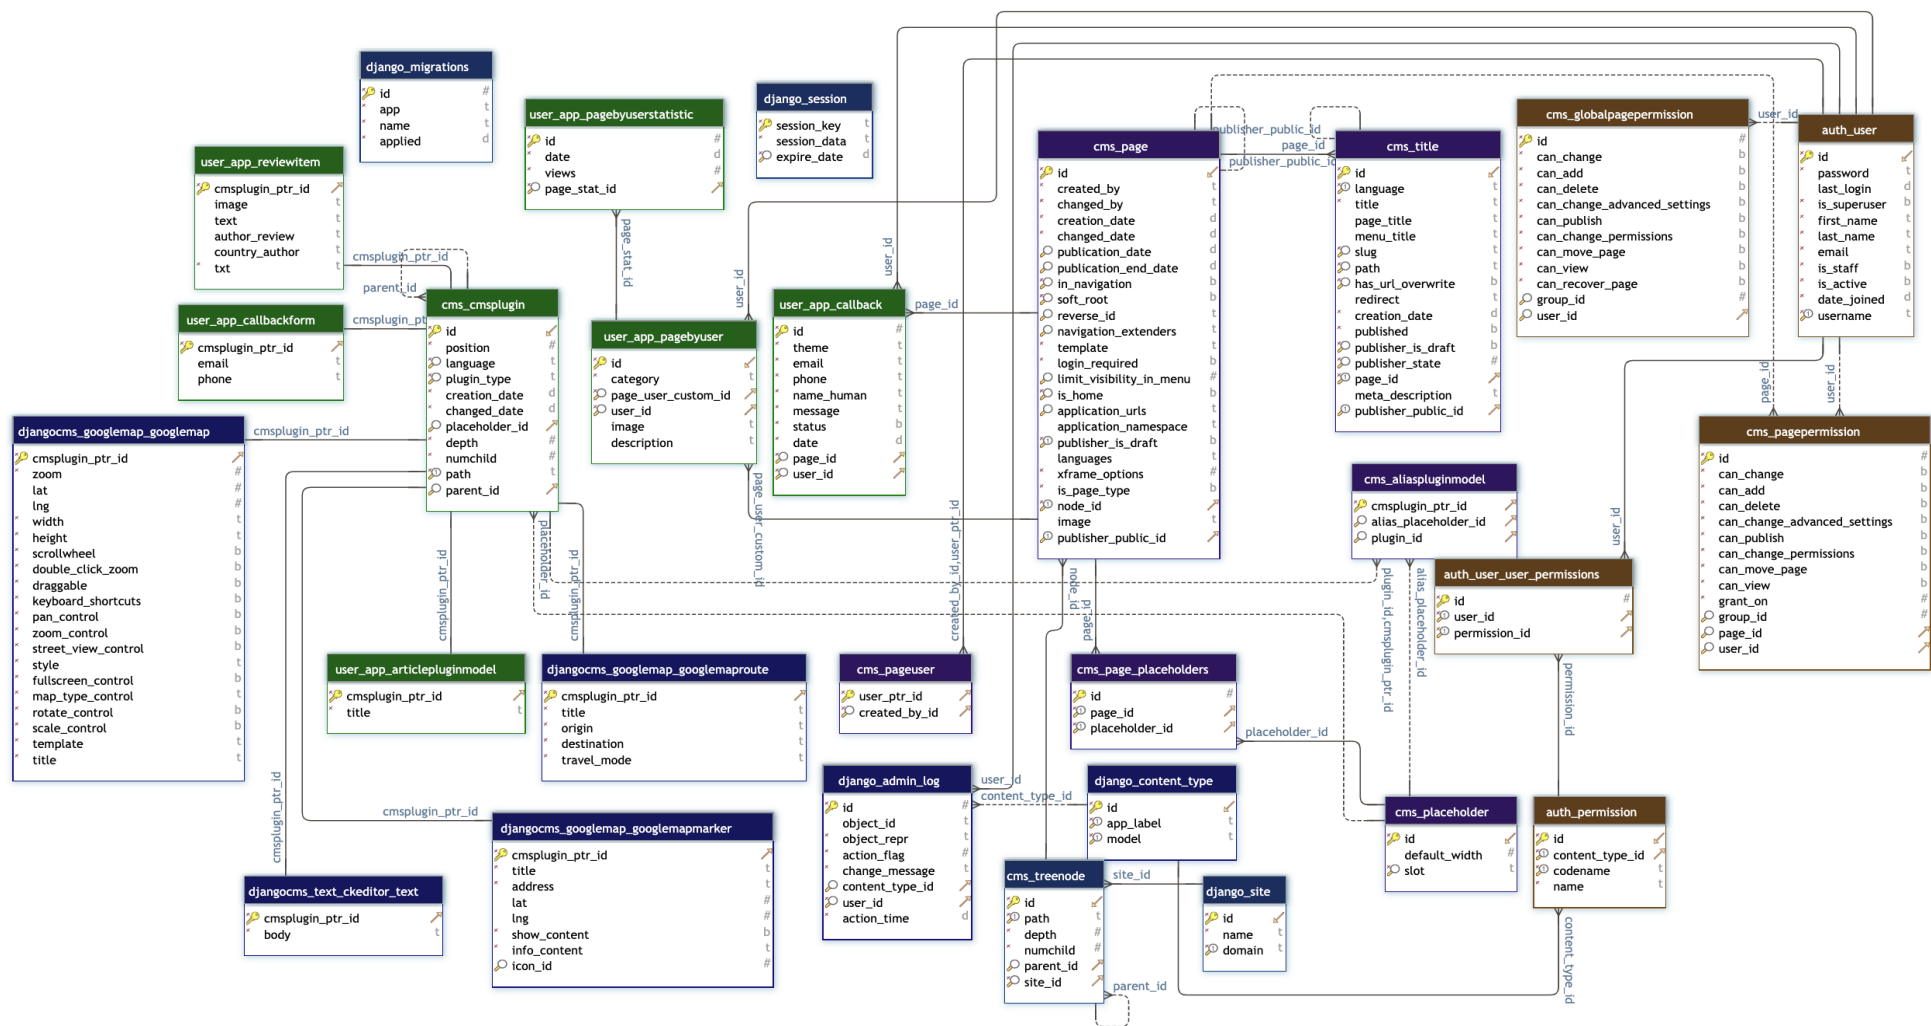 django_migrations
id #
app t
name t
applied d
user_app_pagebyuserstatistic
id #
date d
views #
page_stat_id
django_session
session_key t
session_data t
expire_date d
user_app_reviewitem
cmsplugin_ptr_id
image t
text t
author_review t
country_author t
txt t
user_app_callbackform
cmsplugin_ptr_id
email t
phone t
cms_cmsplugin
id
position #
language t
plugin_type t
creation_date d
changed_date d
placeholder_id
depth #
numchild #
path t
parent_id
user_app_pagebyuser
id
category t
page_user_custom_id
user_id
image t
description t
user_app_callback
id #
theme t
email t
phone t
name_human t
message t
status b
date d
page_id
user_id
cms_page
id
created_by t
changed_by t
creation_date d
changed_date d
publication_date d
publication_end_date d
in_navigation b
soft_root b
reverse_id t
navigation_extenders t
template t
login_required b
limit_visibility_in_menu #
is_home b
application_urls t
application_namespace t
publisher_is_draft b
languages t
xframe_options #
is_page_type b
node_id
image t
publisher_public_id
cms_title
id
language t
title t
page_title t
menu_title t
slug t
path t
has_url_overwrite b
redirect t
creation_date d
published b
publisher_is_draft b
publisher_state #
page_id
meta_description t
publisher_public_id
cms_globalpagepermission
id #
can_change b
can_add b
can_delete b
can_change_advanced_settings b
can_publish b
can_change_permissions b
can_move_page b
can_view b
can_recover_page b
group_id #
user_id
auth_user
id
password t
last_login d
is_superuser b
first_name t
last_name t
email t
is_staff b
is_active b
date_joined d
username t
djangocms_googlemap_googlemap
cmsplugin_ptr_id
zoom #
lat #
lng #
width t
height t
scrollwheel b
double_click_zoom b
draggable b
keyboard_shortcuts b
pan_control b
zoom_control b
street_view_control b
style t
fullscreen_control b
map_type_control t
rotate_control b
scale_control b
template t
title t
cms_aliaspluginmodel
cmsplugin_ptr_id
alias_placeholder_id
plugin_id
auth_user_user_permissions
id #
user_id
permission_id
cms_pagepermission
id #
can_change b
can_add b
can_delete b
can_change_advanced_settings b
can_publish b
can_change_permissions b
can_move_page b
can_view b
grant_on #
group_id #
page_id
user_id
user_app_articlepluginmodel
cmsplugin_ptr_id
title t
djangocms_googlemap_googlemaproute
cmsplugin_ptr_id
title t
origin t
destination t
travel_mode t
cms_pageuser
user_ptr_id
created_by_id
cms_page_placeholders
id #
page_id
placeholder_id
django_admin_log
id #
object_id t
object_repr t
action_flag #
change_message t
content_type_id
user_id
action_time d
django_content_type
id
app_label t
model t
cms_placeholder
id
default_width #
slot t
auth_permission
id
content_type_id
codename t
name t
djangocms_googlemap_googlemapmarker
cmsplugin_ptr_id
title t
address t
lat #
lng #
show_content b
info_content t
icon_id #
djangocms_text_ckeditor_text
cmsplugin_ptr_id
body t
cms_treenode
id
path t
depth #
numchild #
parent_id
site_id
django_site
id
name t
domain t
cmsplugin_ptr_id
parent_id
cmsplugin_pt
cmsplugin_ptr_id
page_stat_id
user_id
user_id
page_id
publisher_public_id
page_id
publisher_public_id
user_id
page_id
user_id
user_id
cmsplugin_ptr_id
placeholder_id
cmsplugin_ptr_id
page_user_custom_id
created_by_id,user_ptr_id
node_id
page_id
plugin_id,cmsplugin_ptr_id
alias_placeholder_id
permission_id
placeholder_id
user_id
content_type_id
cmsplugin_ptr_id
cmsplugin_ptr_id
site_id
parent_id
content_type_id